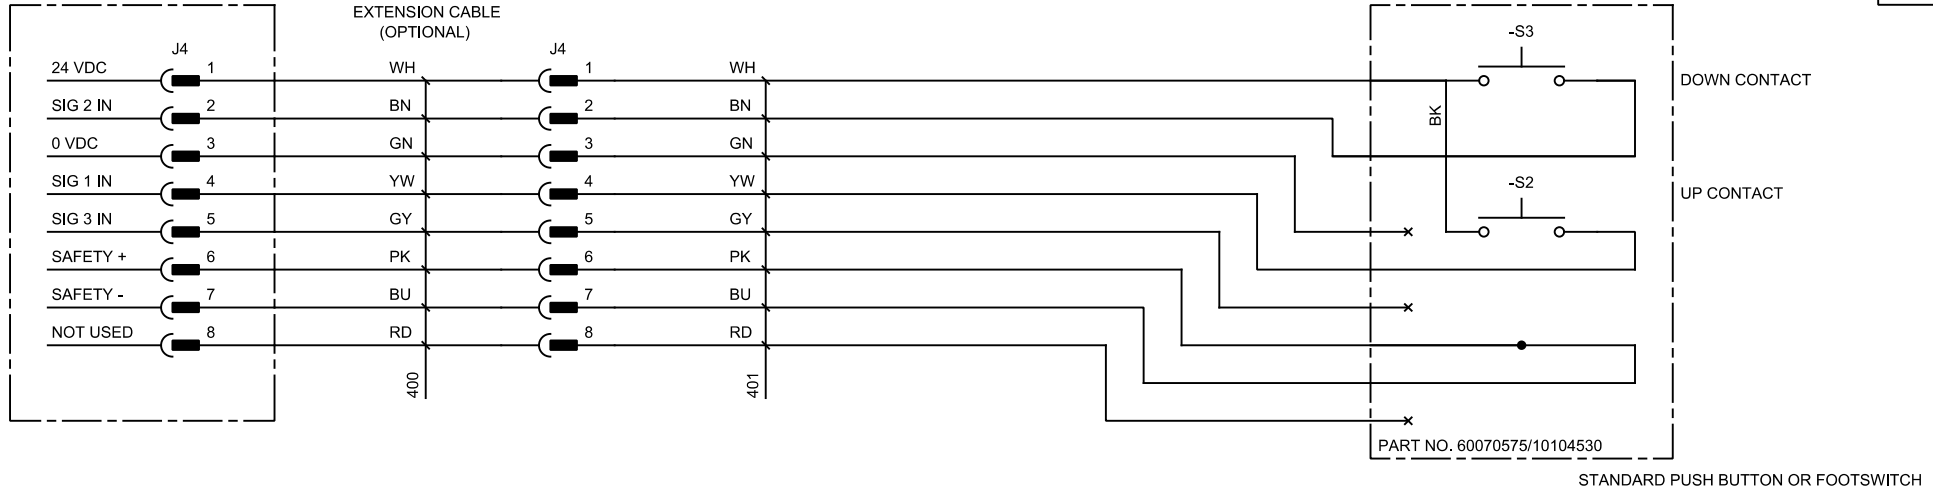 EXTENSION CABLE
(OPTIONAL)
-S3
J4
J4
24 VDC 1 WH 1 WH
DOWN CONTACT
SIG 2 IN 2 BN 2 BN
BK
0 VDC 3 GN 3 GN
SIG 1 IN 4 YW 4 YW
-S2
UP CONTACT
SIG 3 IN 5 GY 5 GY
SAFETY + 6 PK 6 PK
SAFETY - 7 BU 7 BU
NOT USED 8 RD 8 RD
400
401
PART NO. 60070575/10104530
STANDARD PUSH BUTTON OR FOOTSWITCH